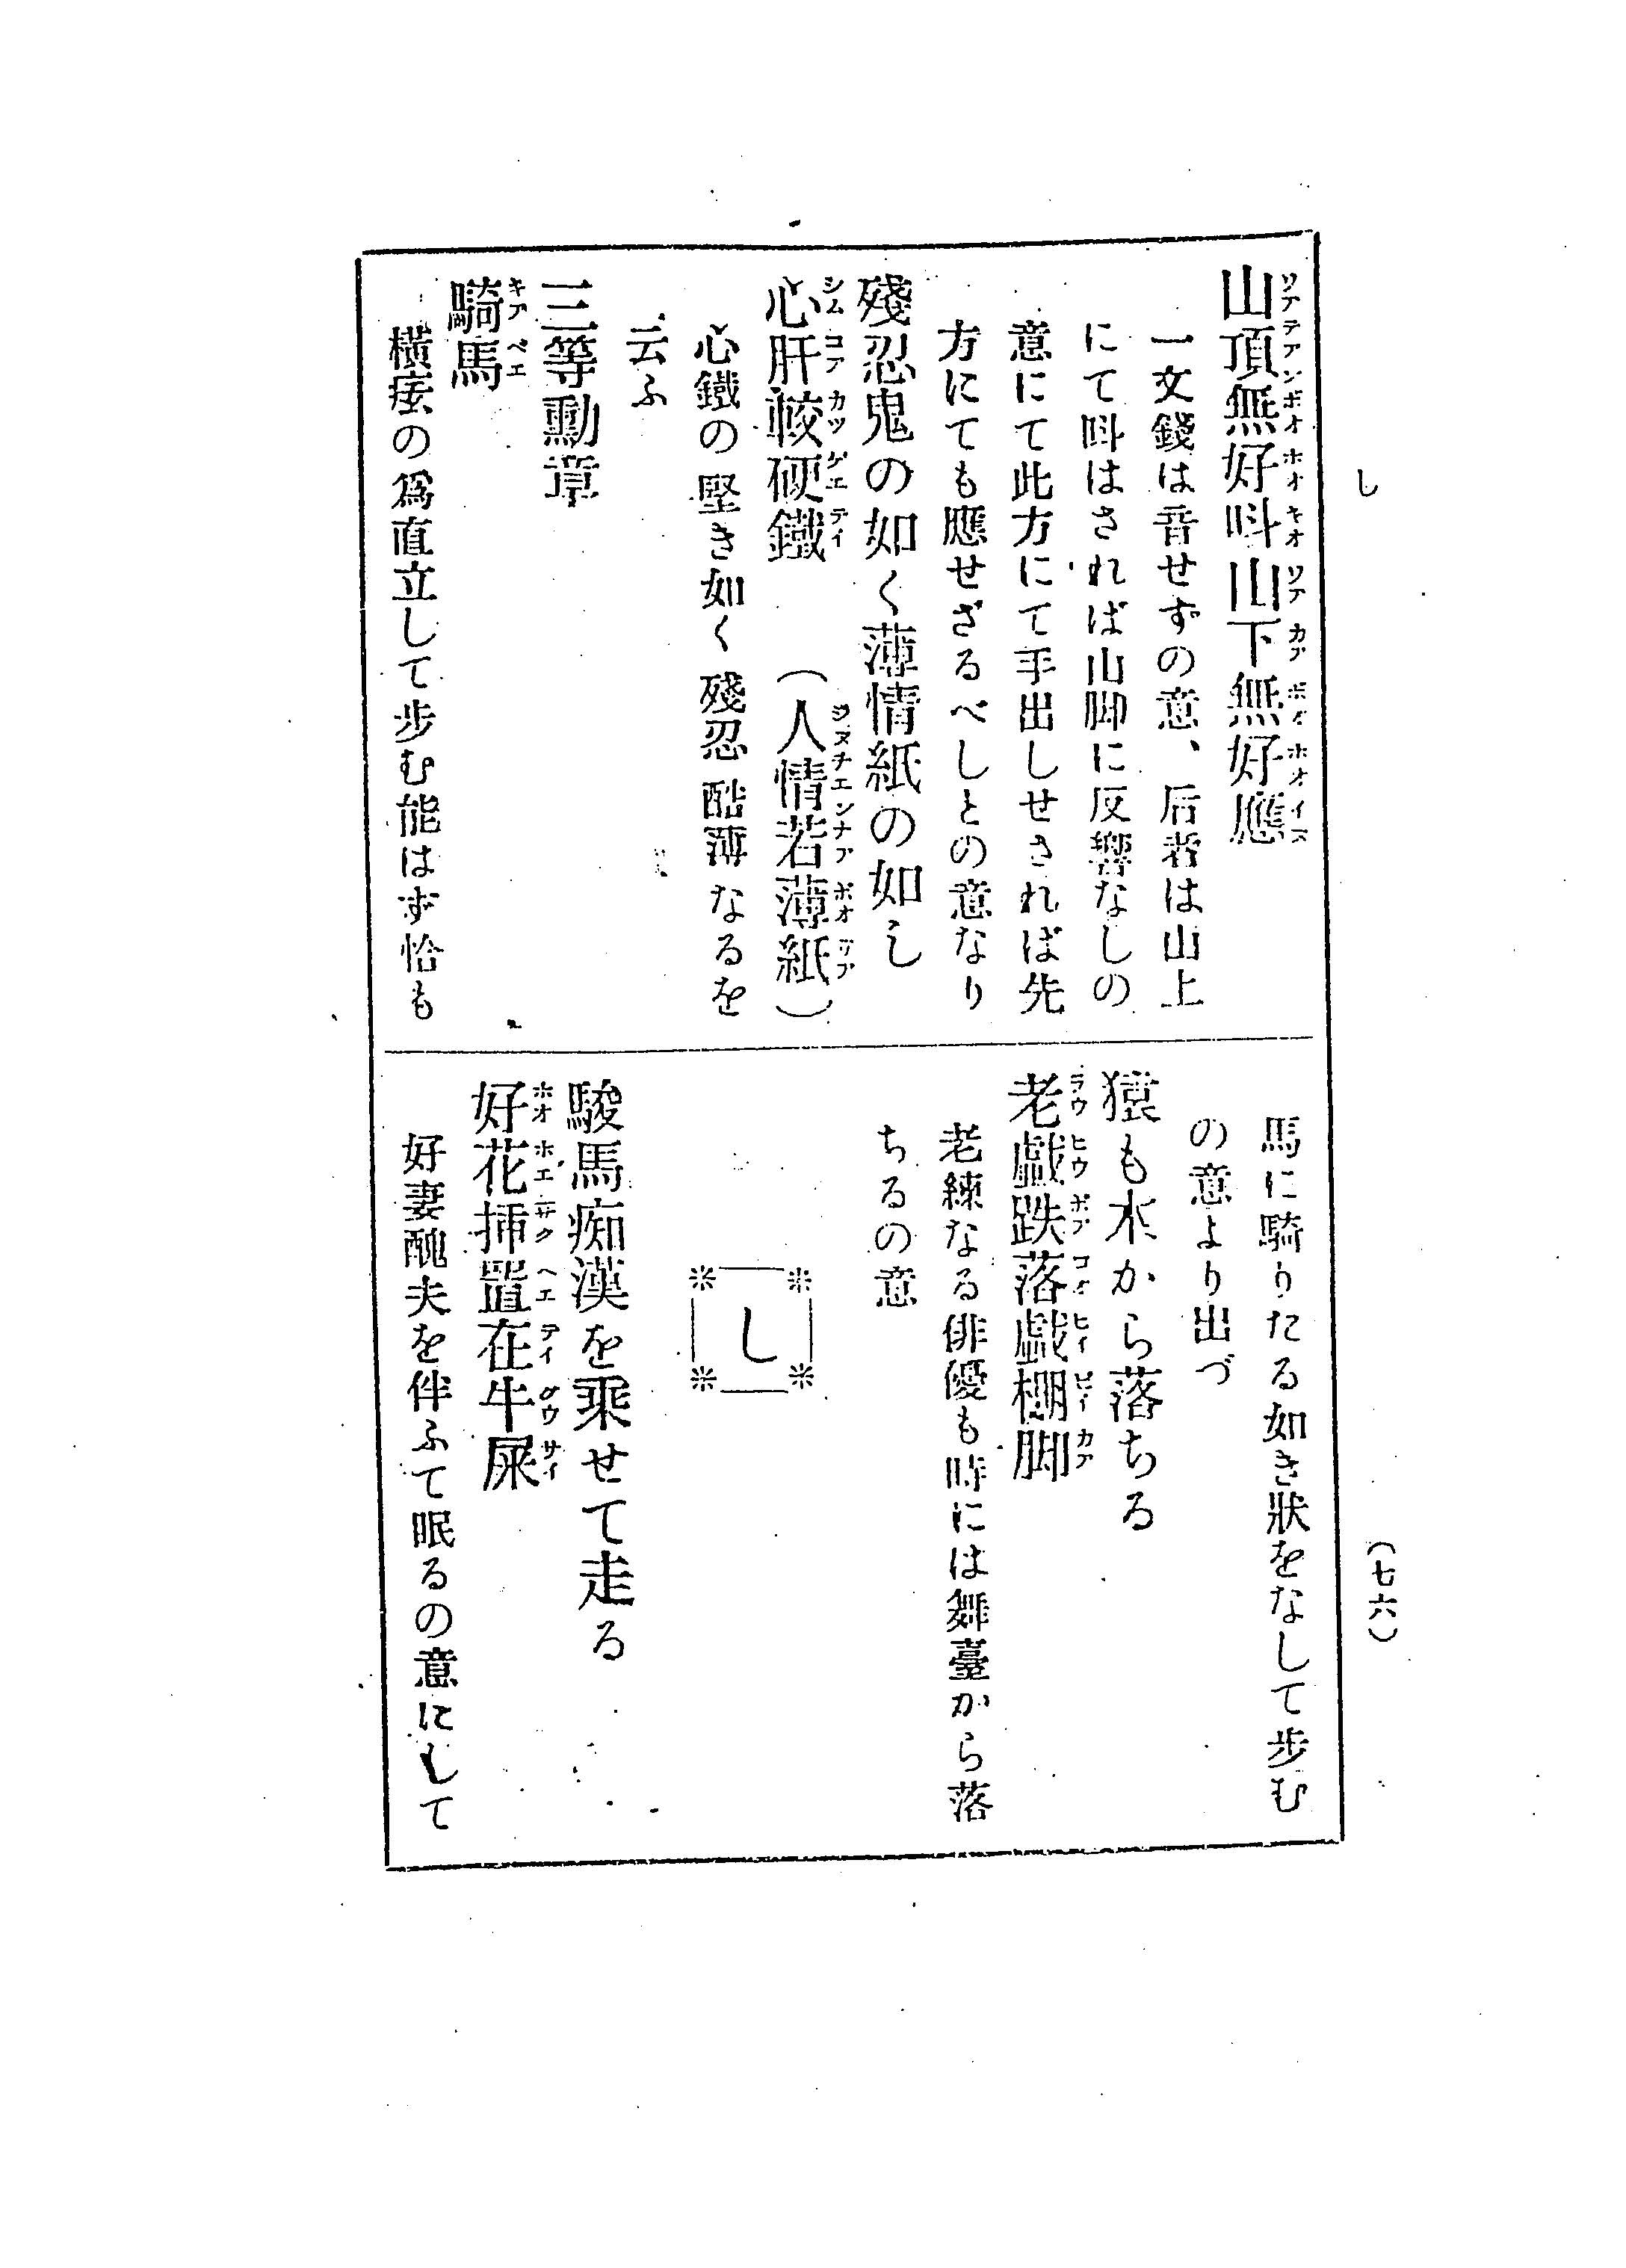 し
(七六)
山頂無好呌山下無好應
一文錢は音せずの意、后者は山上
にて呌はされば山脚に反響なしの
意にて此方にて手出しせされば先
方にても應せざるべしとの意なり
殘忍鬼の如く薄情紙の如し
心肝較硬鐵 (人情若薄紙)
心鐵の堅き如く殘忍酷薄なるを
云ふ
三等勳章
騎馬
橫痃の爲直立して步む能はず恰も
馬に騎りたる如き狀をなして步む
の意より出づ
猿も木から落ちる
老戲跌落戲棚脚
老練なる俳優も時には舞臺から落
ちるの意
し
駿馬痴漢を乘せて走る
好花揷置在牛屎
好妻醜夫を伴ふて眠るの意にして